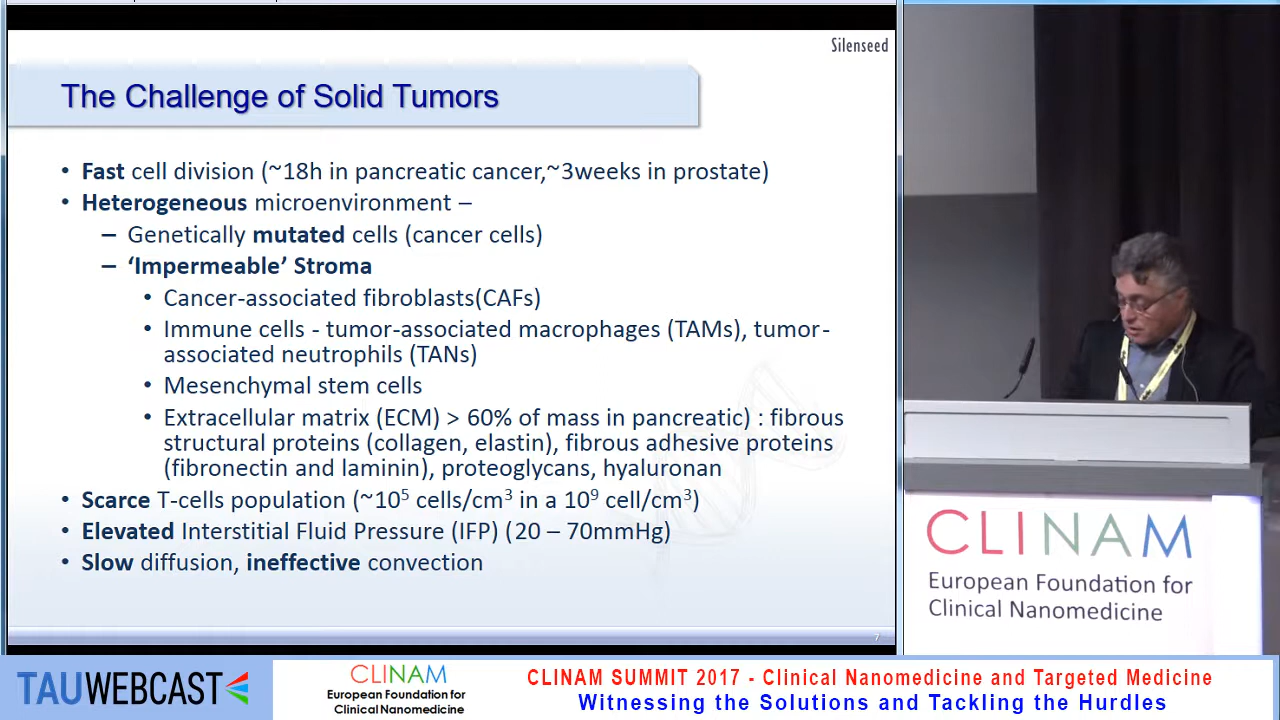 Silenseed
The Challenge of Solid Tumors
• Fast cell division (~18h in pancreatic cancer,~3weeks in prostate)
• Heterogeneous microenvironment –
– Genetically mutated cells (cancer cells)
– ‘Impermeable’ Stroma
• Cancer-associated fibroblasts(CAFs)
• Immune cells - tumor-associated macrophages (TAMs), tumor-
associated neutrophils (TANs)
• Mesenchymal stem cells
• Extracellular matrix (ECM) > 60% of mass in pancreatic) : fibrous
structural proteins (collagen, elastin), fibrous adhesive proteins
(fibronectin and laminin), proteoglycans, hyaluronan
• Scarce T-cells population (~10⁵ cells/cm³ in a 10⁹ cell/cm³)
• Elevated Interstitial Fluid Pressure (IFP) (20 – 70mmHg)
• Slow diffusion, ineffective convection
7
CLINAM
European Foundation for
Clinical Nanomedicine
TAUWEBCAST
CLINAM
European Foundation for
Clinical Nanomedicine
CLINAM SUMMIT 2017 - Clinical Nanomedicine and Targeted Medicine
Witnessing the Solutions and Tackling the Hurdles